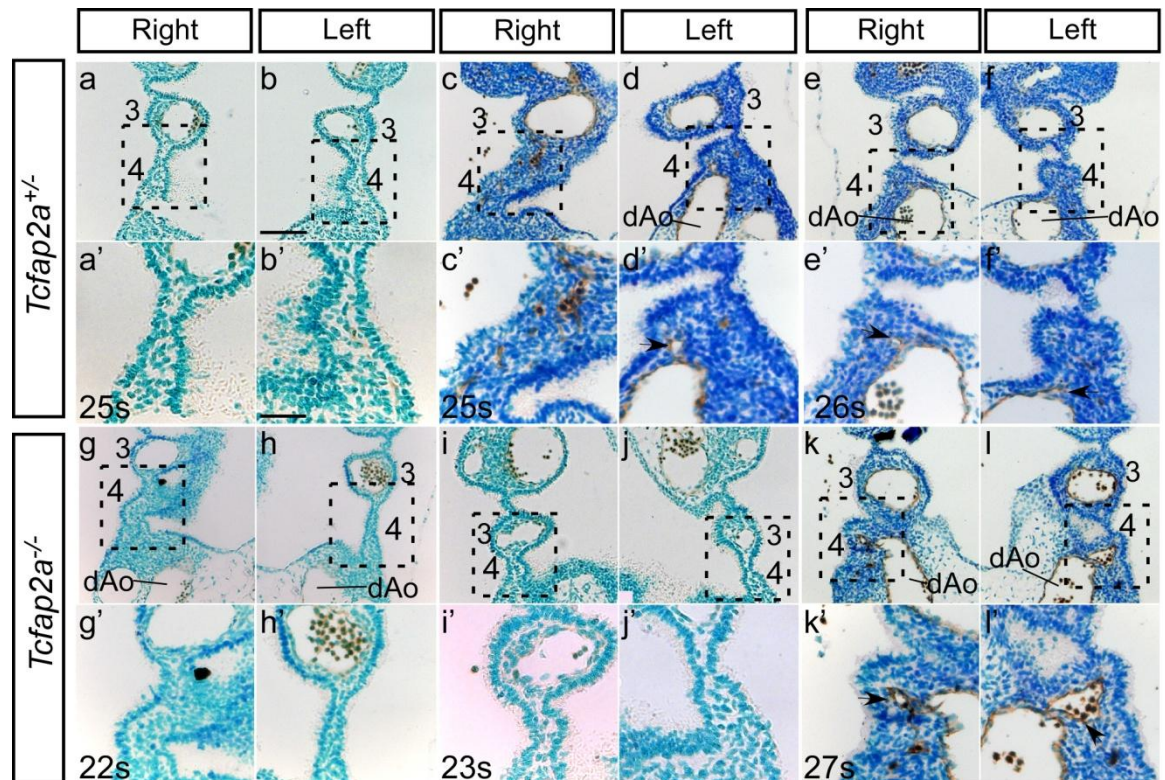 Right Left Right Left Right Left
Tcfap2a+/-
a b c d e f
3 3 3 3 3 3
4 4 4 4 4 4
dAo dAo dAo
a' b' c' d' e' f'
25s 25s 26s
Tcfap2a-/-
g h i j k l
3 3 3 3 3 3
4 4 4 4 4 4
dAo dAo dAo dAo
g' h' i' j' k' l'
22s 23s 27s